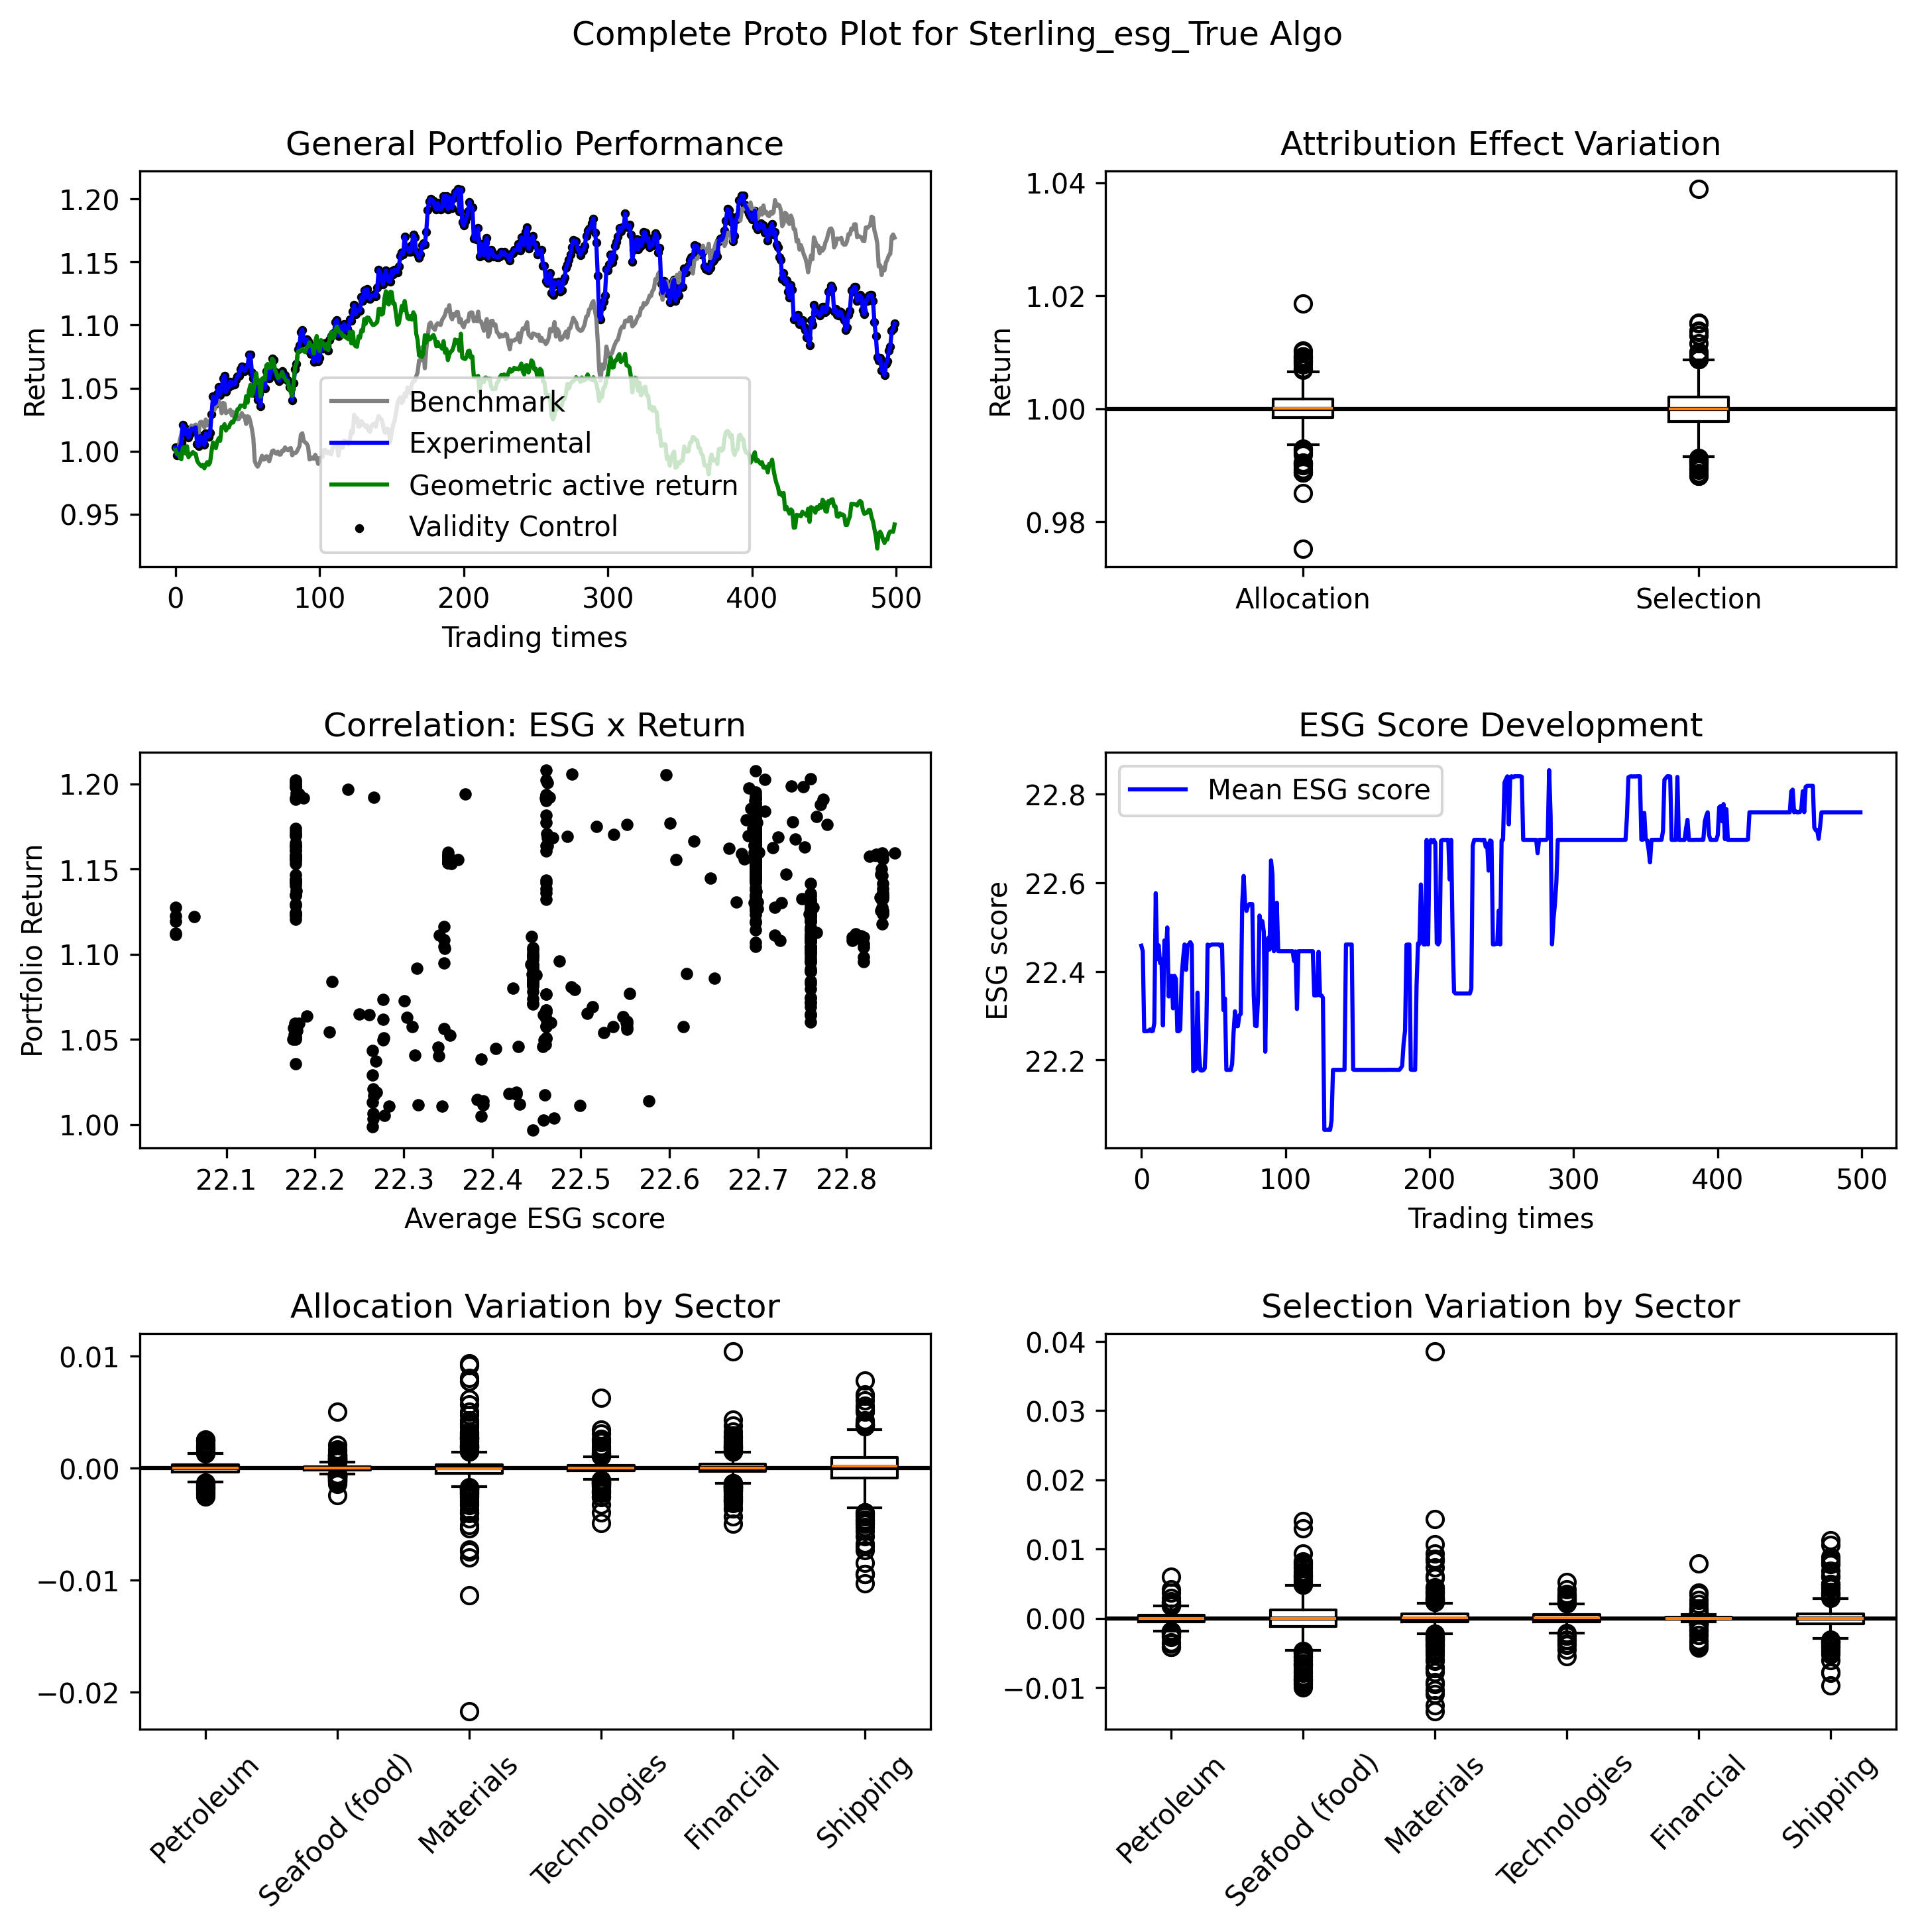 Complete Proto Plot for Sterling_esg_True Algo
General Portfolio Performance
Return
1.20
1.15
1.10
1.05
1.00
0.95
Benchmark
Experimental
Geometric active return
Validity Control
0 100 200 300 400 500
Trading times
Attribution Effect Variation
Return
1.04
1.02
1.00
0.98
Allocation Selection
Correlation: ESG x Return
Portfolio Return
1.20
1.15
1.10
1.05
1.00
22.1 22.2 22.3 22.4 22.5 22.6 22.7 22.8
Average ESG score
ESG Score Development
ESG score
22.8
22.6
22.4
22.2
Mean ESG score
0 100 200 300 400 500
Trading times
Allocation Variation by Sector
0.01
0.00
−0.01
−0.02
Petroleum
Seafood (food)
Materials
Technologies
Financial
Shipping
Selection Variation by Sector
0.04
0.03
0.02
0.01
0.00
−0.01
Petroleum
Seafood (food)
Materials
Technologies
Financial
Shipping